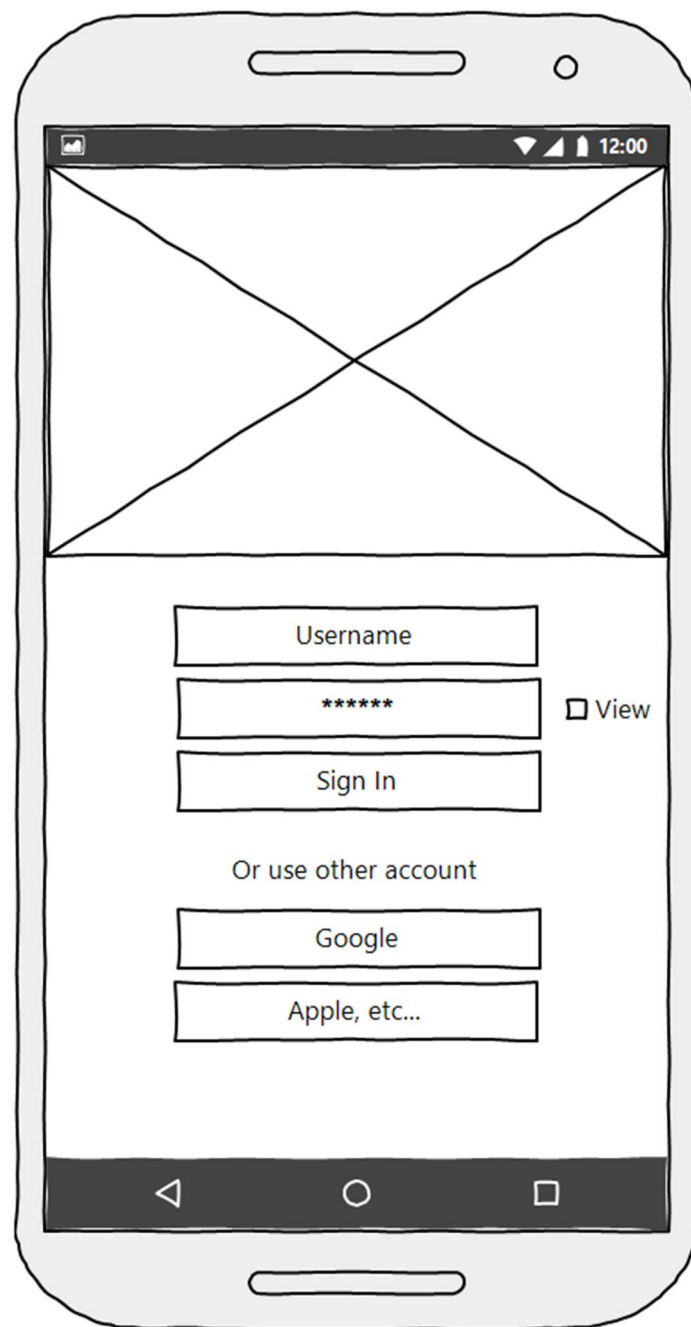 12:00
Username
******
View
Sign In
Or use other account
Google
Apple, etc...